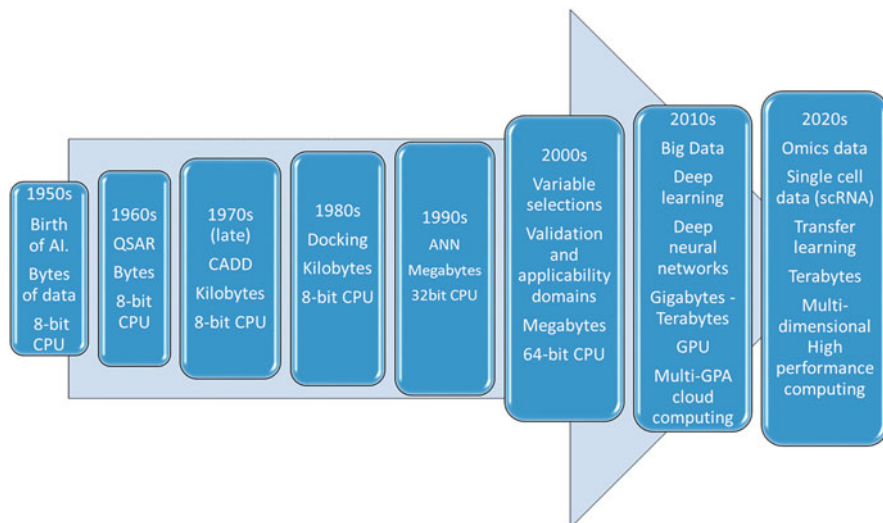 1950s
Birth
of AI.
Bytes
of data
8-bit
CPU
1960s
QSAR
Bytes
8-bit
CPU
1970s
(late)
CADD
Kilobytes
8-bit CPU
1980s
Docking
Kilobytes
8-bit CPU
1990s
ANN
Megabytes
32bit CPU
2000s
Variable
selections
Validation
and
applicability
domains
Megabytes
64-bit CPU
2010s
Big Data
Deep
learning
Deep
neural
networks
Gigabytes -
Terabytes
GPU
Multi-GPA
cloud
computing
2020s
Omics data
Single cell
data (scRNA)
Transfer
learning
Terabytes
Multi-
dimensional
High
performance
computing